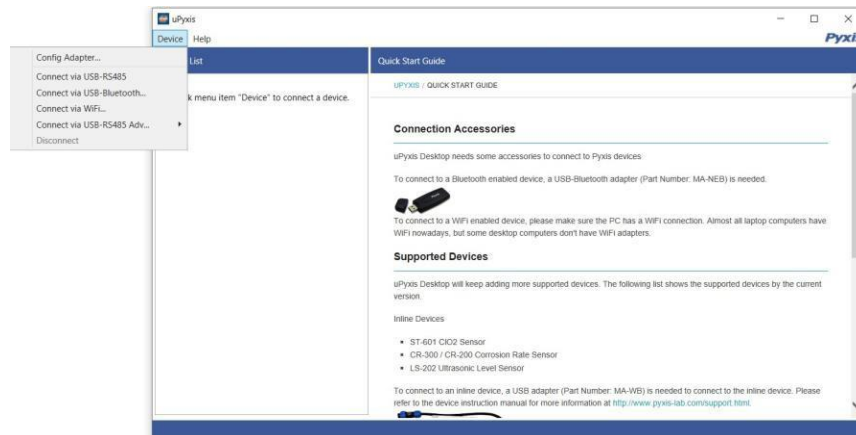 uPyxis
Device Help
Config Adapter...
Connect via USB-RS485
Connect via USB-Bluetooth...
Connect via WiFi...
Connect via USB-RS485 Adv...
Disconnect
List
menu item "Device" to connect a device.
Quick Start Guide
UPYXIS / QUICK START GUIDE
Connection Accessories
uPyxis Desktop needs some accessories to connect to Pyxis devices
To connect to a Bluetooth enabled device, a USB-Bluetooth adapter (Part Number: MA-NEB) is needed.
To connect to a WiFi enabled device, please make sure the PC has a WiFi connection. Almost all laptop computers have
WiFi nowadays, but some desktop computers don't have WiFi adapters.
Supported Devices
uPyxis Desktop will keep adding more supported devices. The following list shows the supported devices by the current
version.
Inline Devices
ST-601 ClO2 Sensor
CR-300 / CR-200 Corrosion Rate Sensor
LS-202 Ultrasonic Level Sensor
To connect to an inline device, a USB adapter (Part Number: MA-WB) is needed to connect to the inline device. Please
refer to the device instruction manual for more information at http://www.pyxis-lab.com/support.html